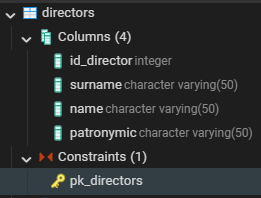 directors
Columns (4)
id_director integer
surname character varying(50)
name character varying(50)
patronymic character varying(50)
Constraints (1)
pk_directors